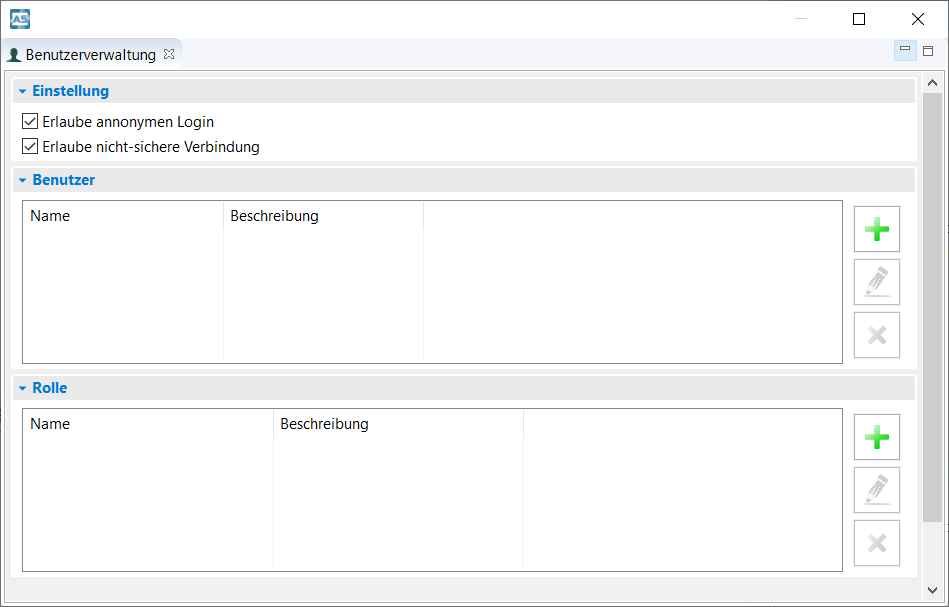 AS
Benutzerverwaltung
Einstellung
Erlaube annonymen Login
Erlaube nicht-sichere Verbindung
Benutzer
Name Beschreibung
Rolle
Name Beschreibung